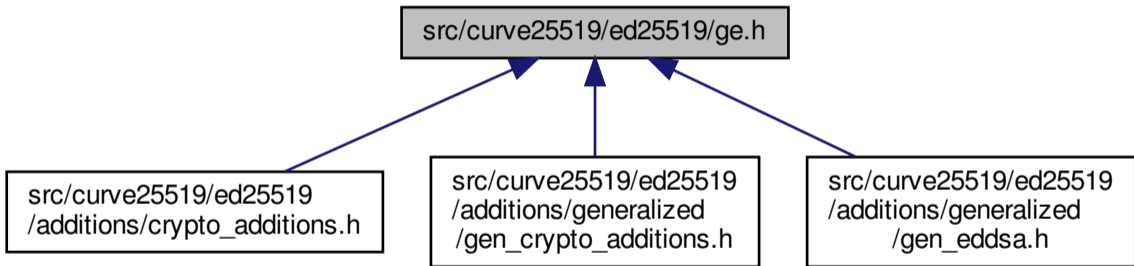 src/curve25519/ed25519/ge.h
src/curve25519/ed25519
/additions/crypto_additions.h
src/curve25519/ed25519
/additions/generalized
/gen_crypto_additions.h
src/curve25519/ed25519
/additions/generalized
/gen_eddsa.h